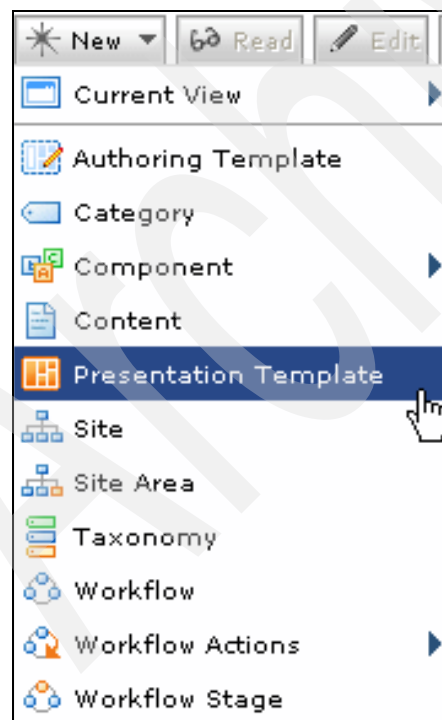 New Read Edit
Current View
Authoring Template
Category
Component
Content
Presentation Template
Site
Site Area
Taxonomy
Workflow
Workflow Actions
Workflow Stage